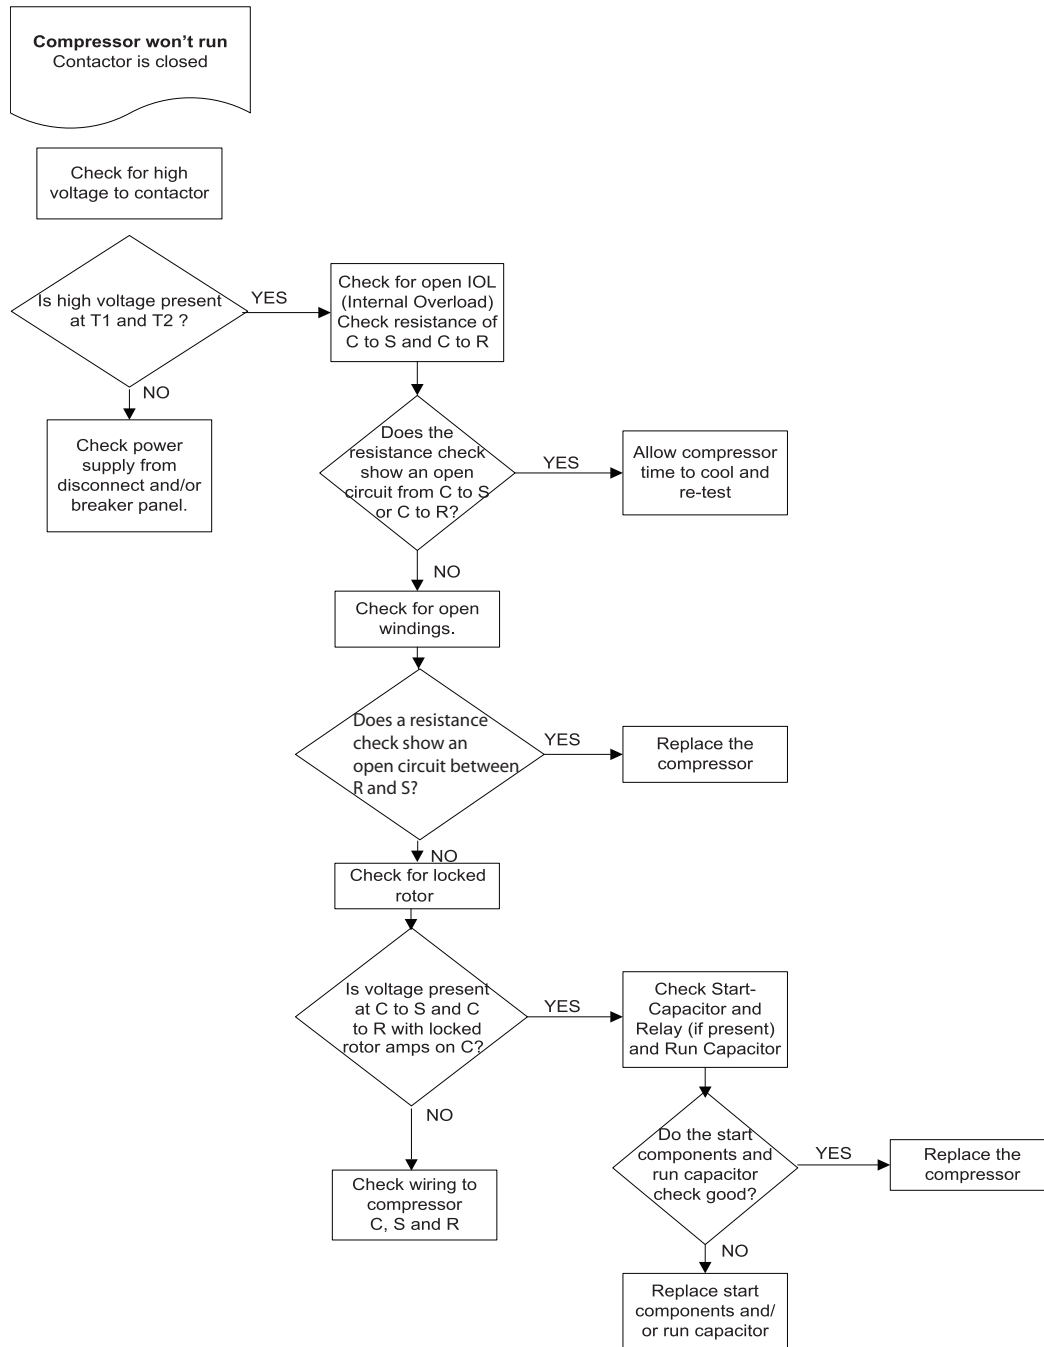 Compressor won't run
Contactor is closed
Check for high
voltage to contactor
Is high voltage present
at T1 and T2 ?
YES
NO
Check power
supply from
disconnect and/or
breaker panel.
Check for open IOL
(Internal Overload)
Check resistance of
C to S and C to R
Does the
resistance check
show an open
circuit from C to S
or C to R?
YES
Allow compressor
time to cool and
re-test
NO
Check for open
windings.
Does a resistance
check show an
open circuit between
R and S?
YES
Replace the
compressor
NO
Check for locked
rotor
Is voltage present
at C to S and C
to R with locked
rotor amps on C?
YES
NO
Check wiring to
compressor
C, S and R
Check Start-
Capacitor and
Relay (if present)
and Run Capacitor
Do the start
components and
run capacitor
check good?
YES
Replace the
compressor
NO
Replace start
components and/
or run capacitor